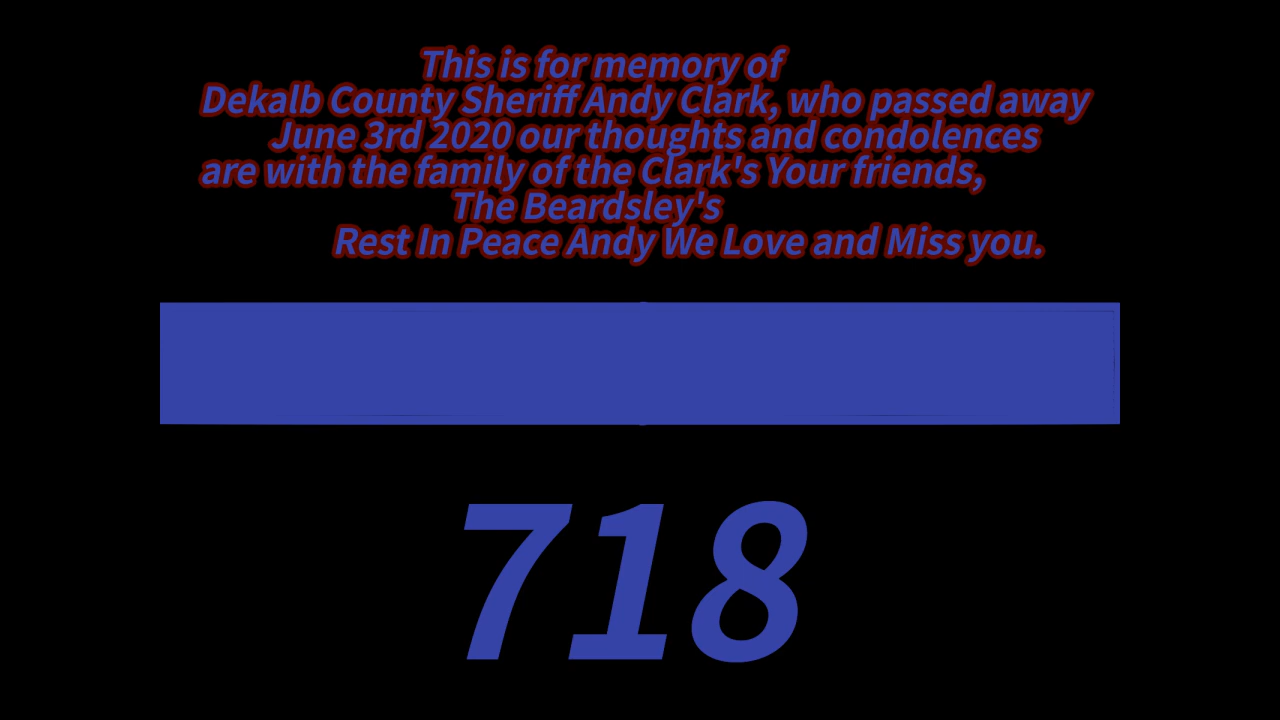 This is for memory of
Dekalb County Sheriff Andy Clark, who passed away
June 3rd 2020 our thoughts and condolences
are with the family of the Clark's Your friends,
The Beardsley's
Rest In Peace Andy We Love and Miss you.
718